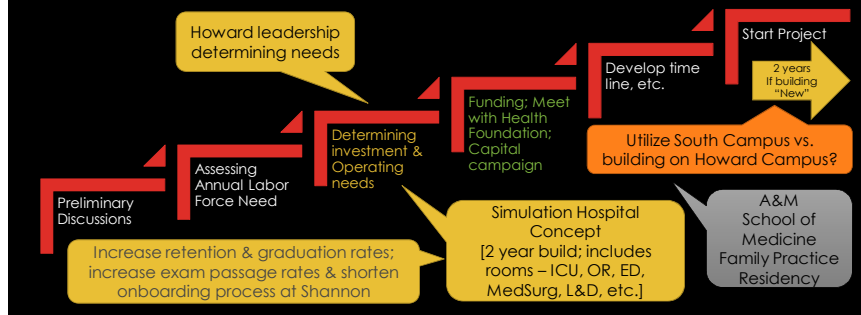 Howard leadership
determining needs
Start Project
2 years
If building
"New"
Develop time
line, etc.
Funding; Meet
with Health
Foundation;
Capital
campaign
Utilize South Campus vs.
building on Howard Campus?
Determining
investment &
Operating
needs
Assessing
Annual Labor
Force Need
Preliminary
Discussions
Simulation Hospital
Concept
[2 year build; includes
rooms – ICU, OR, ED,
MedSurg, L&D, etc.]
A&M
School of
Medicine
Family Practice
Residency
Increase retention & graduation rates;
increase exam passage rates & shorten
onboarding process at Shannon